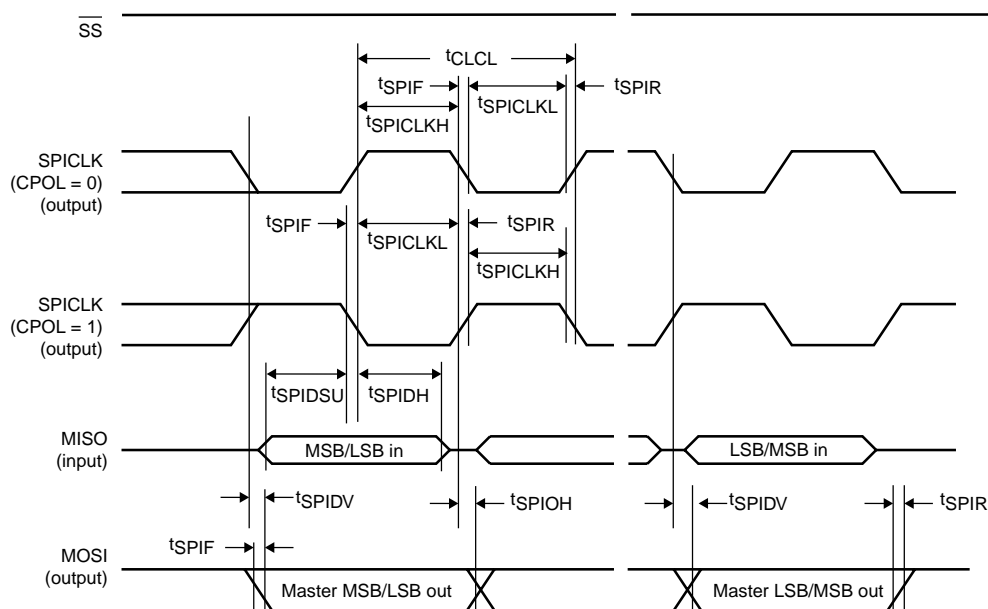 SS
tCLCL
tSPIF
tSPICLKL
tSPIR
tSPICLKH
SPICLK
(CPOL = 0)
(output)
tSPIF
tSPICLKL
tSPIR
tSPICLKH
SPICLK
(CPOL = 1)
(output)
tSPIDSU
tSPIDH
MISO
(input)
MSB/LSB in
LSB/MSB in
tSPIDV
tSPIOH
tSPIDV
tSPIR
tSPIF
MOSI
(output)
Master MSB/LSB out
Master LSB/MSB out